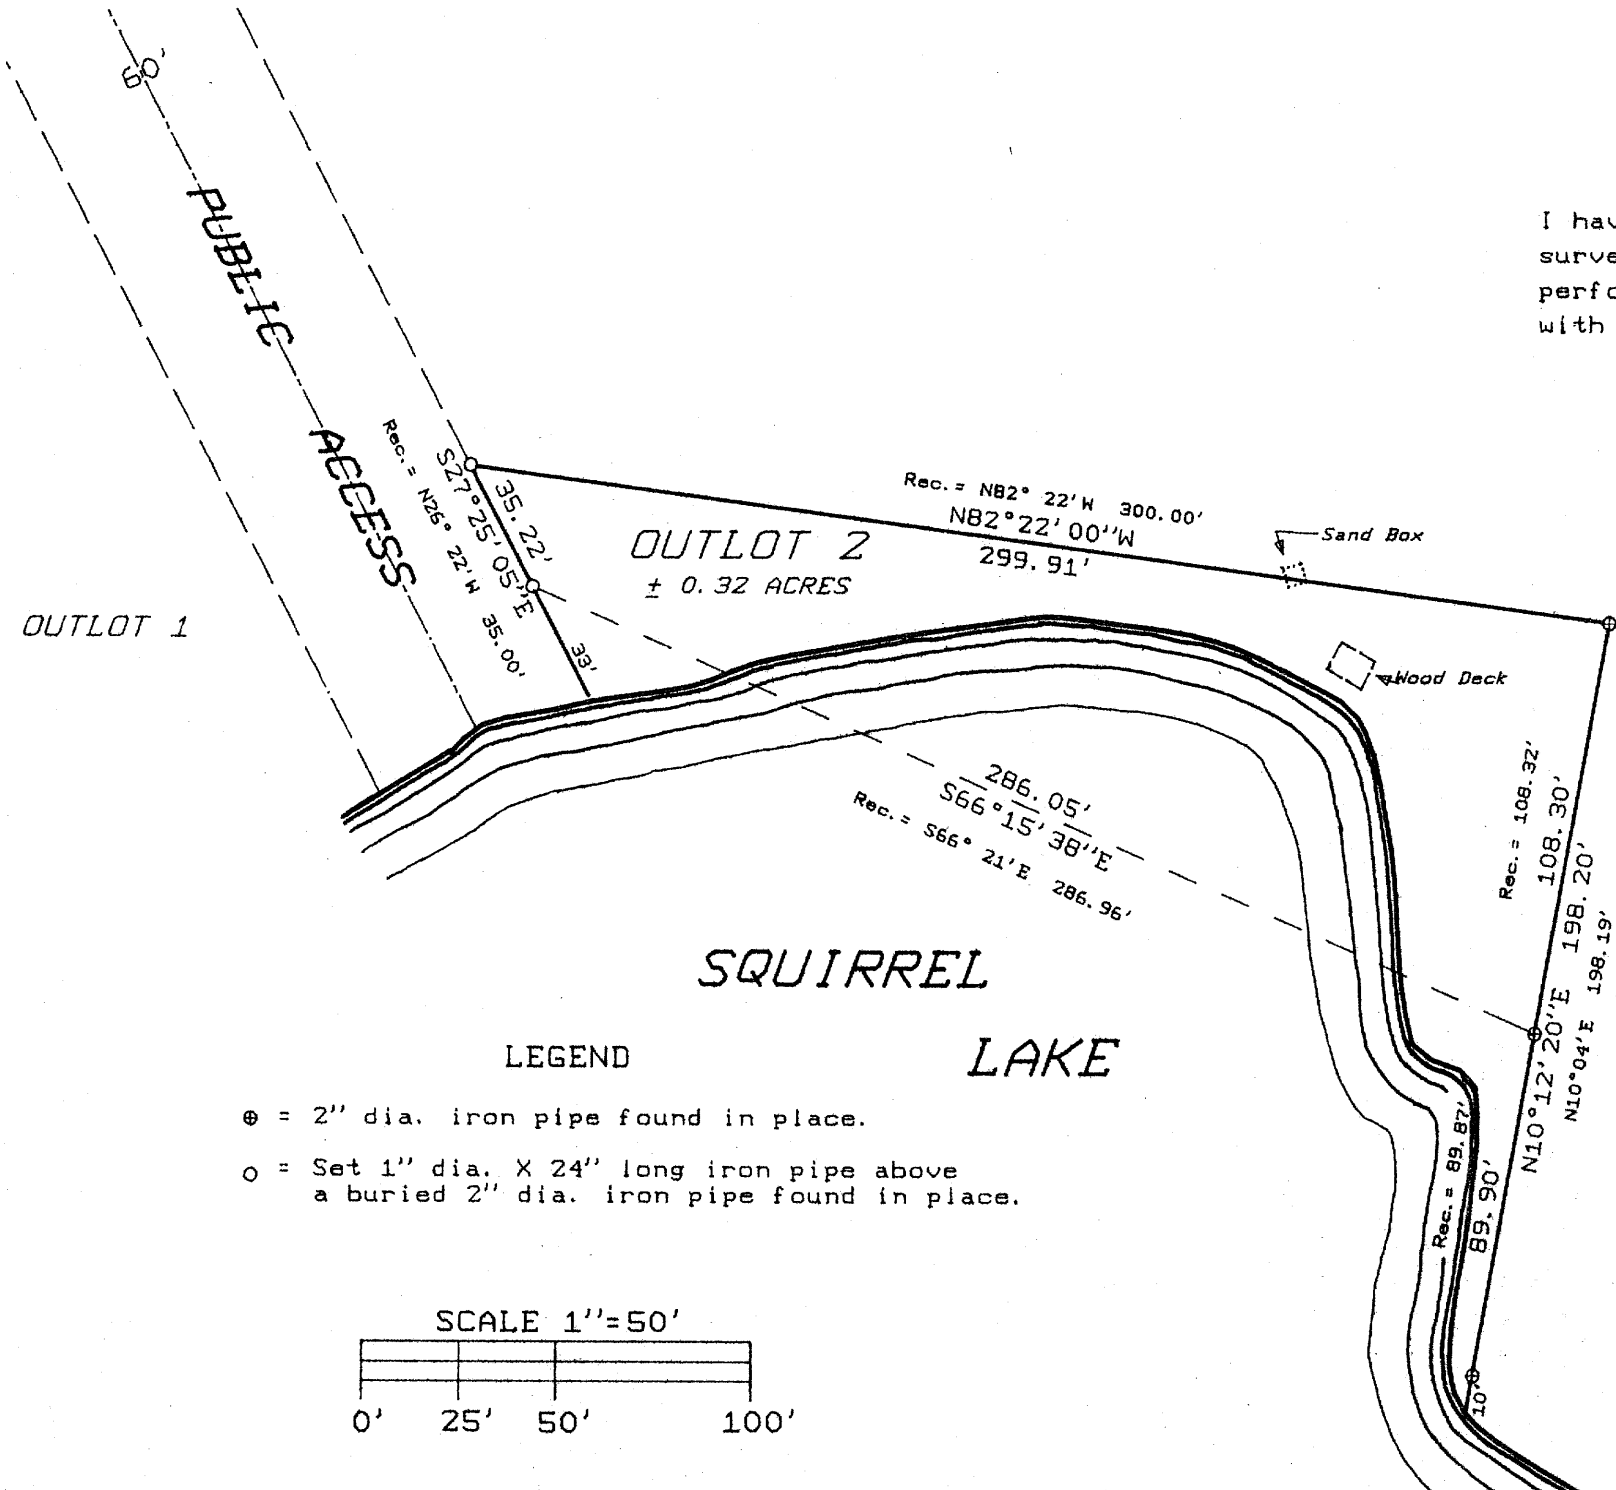 60'
PUBLIC
ACCESS
I hav
surve
perfo
with
Rec. = N26° 22' W 35.00'
S27°25'05"E
35.22'
33'
Rec. = N82° 22' W 300.00'
N82°22'00"W
299.91'
Sand Box
OUTLOT 2
± 0.32 ACRES
OUTLOT 1
Wood Deck
286.05'
S66°15'38"E
Rec. = S66° 21' E 286.96'
Rec. = 108.32'
108.30'
N10°12'20"E 198.20'
N10°04' E 198.19'
SQUIRREL
LAKE
LEGEND
⊕ = 2" dia. iron pipe found in place.
○ = Set 1" dia. X 24" long iron pipe above
a buried 2" dia. iron pipe found in place.
Rec. = 89.87'
89.90'
10'
SCALE 1"=50'
0' 25' 50' 100'